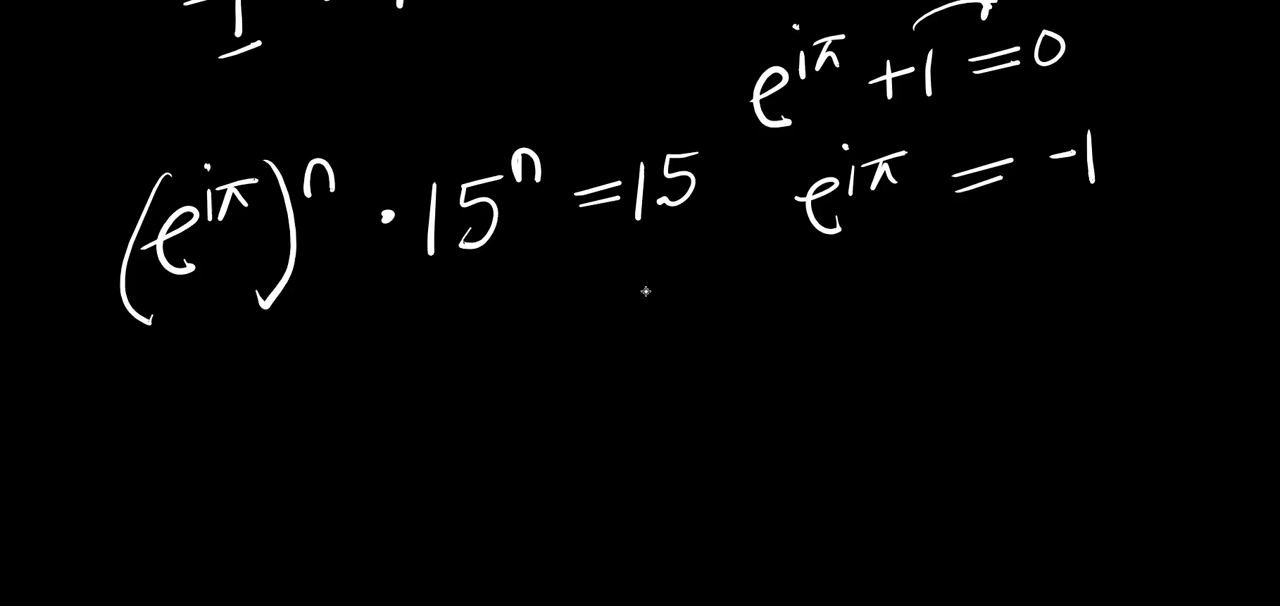 e^{iπ} + 1 = 0
(e^{iπ})^n · 15^n = 15
e^{iπ} = -1